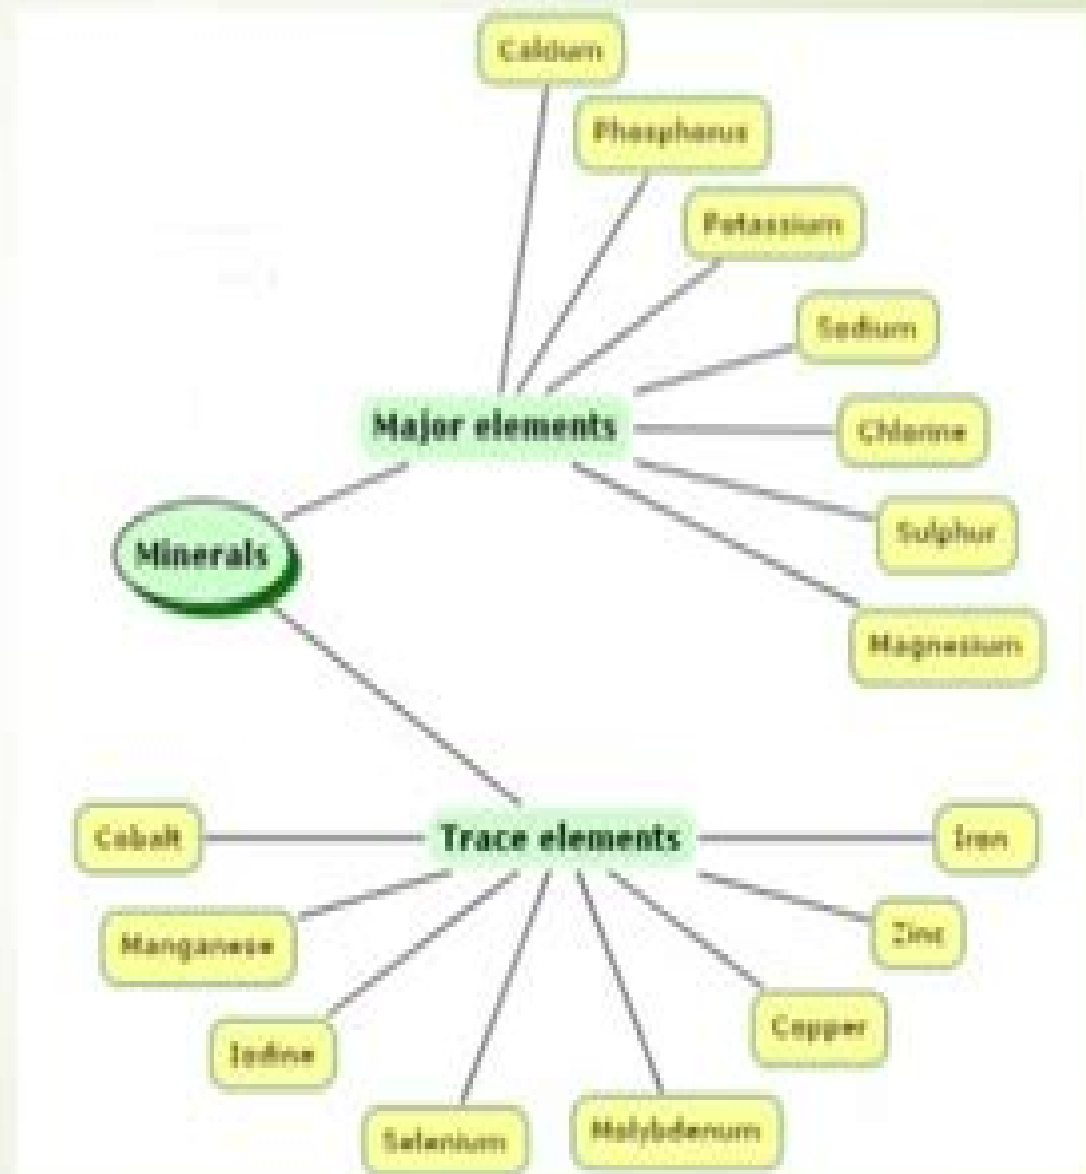 Calcium
Phosphorus
Potassium
Sodium
Major elements
Chlorine
Sulphur
Minerals
Magnesium
Cobalt
Trace elements
Iron
Manganese
Zinc
Iodine
Copper
Selenium
Molybdenum